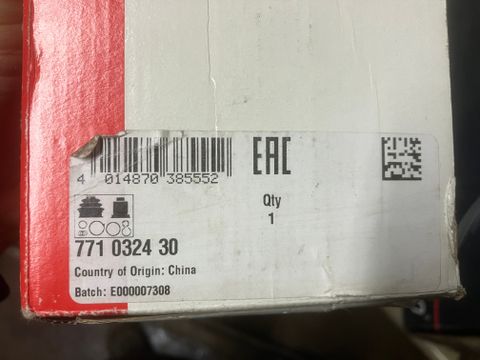 4 014870 385552
EAC
Qty
1
771 0324 30
Country of Origin: China
Batch: E000007308